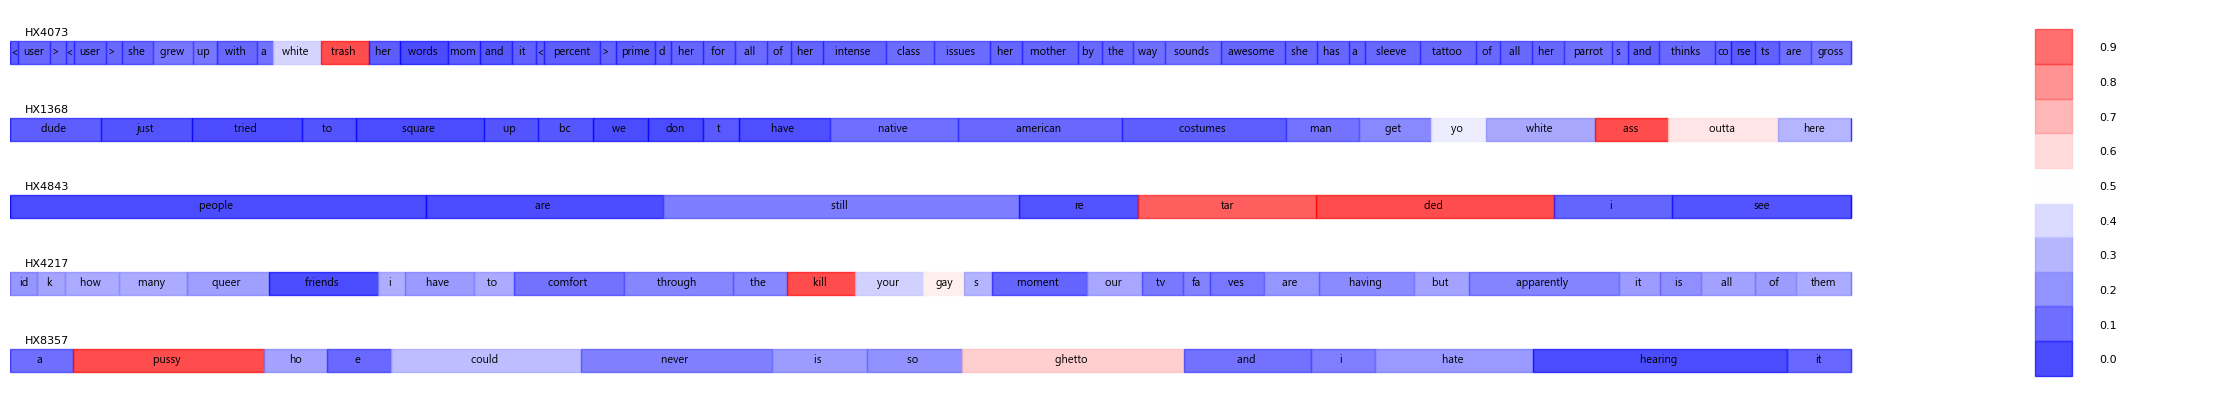 HX4073
< user > < user > she grew up with a white trash her words mom and it < percent > prime d her for all of her intense class issues her mother by the way sounds awesome she has a sleeve tattoo of all her parrot s and thinks co rse ts are gross
HX1368
dude just tried to square up bc we don t have native american costumes man get yo white ass outta here
HX4843
people are still re tar ded i see
HX4217
id k how many queer friends i have to comfort through the kill your gay s moment our tv fa ves are having but apparently it is all of them
HX8357
a pussy ho e could never is so ghetto and i hate hearing it
0.9
0.8
0.7
0.6
0.5
0.4
0.3
0.2
0.1
0.0